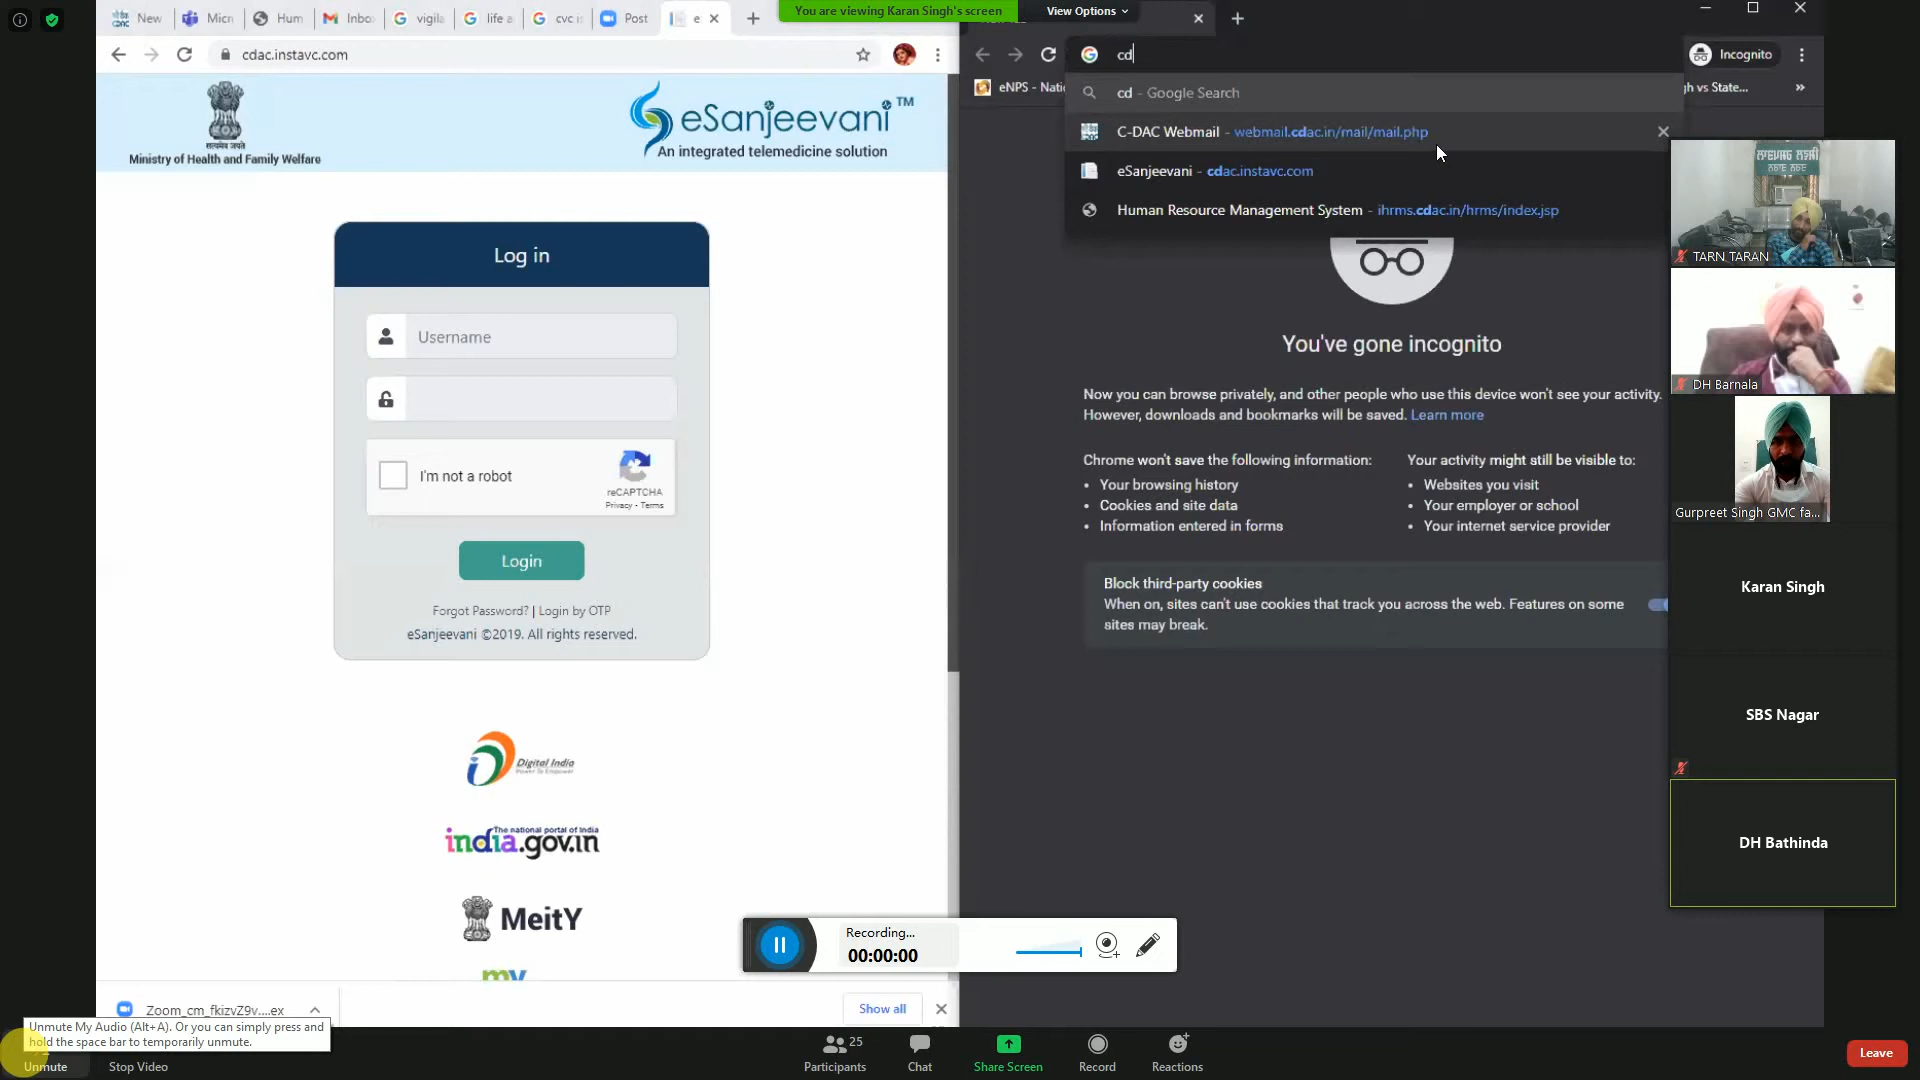 You are viewing Karan Singh's screen
View Options
New
Micr
Hum
Inbo
vigila
life a
cvc i
Post
e
cdac.instavc.com
सत्यमेव जयते
Ministry of Health and Family Welfare
eSanjeevani TM
An integrated telemedicine solution
Log in
Username
I'm not a robot
reCAPTCHA
Privacy - Terms
Login
Forgot Password? | Login by OTP
eSanjeevani ©2019. All rights reserved.
Digital India
Power To Empower
The national portal of India
india.gov.in
MeitY
my
Zoom_cm_fkizvZ9v....ex
Show all
Unmute My Audio (Alt+A). Or you can simply press and
hold the space bar to temporarily unmute.
cd
Incognito
eNPS - Nati
gh vs State...
»
cd - Google Search
C-DAC Webmail - webmail.cdac.in/mail/mail.php
eSanjeevani - cdac.instavc.com
Human Resource Management System - ihrms.cdac.in/hrms/index.jsp
You've gone incognito
Now you can browse privately, and other people who use this device won't see your activity.
However, downloads and bookmarks will be saved. Learn more
Chrome won't save the following information:
• Your browsing history
• Cookies and site data
• Information entered in forms
Your activity might still be visible to:
• Websites you visit
• Your employer or school
• Your internet service provider
Block third-party cookies
When on, sites can't use cookies that track you across the web. Features on some
sites may break.
TARN TARAN
DH Barnala
Gurpreet Singh GMC fa...
Karan Singh
SBS Nagar
DH Bathinda
Recording...
00:00:00
Unmute
Stop Video
25
Participants
Chat
Share Screen
Record
Reactions
Leave